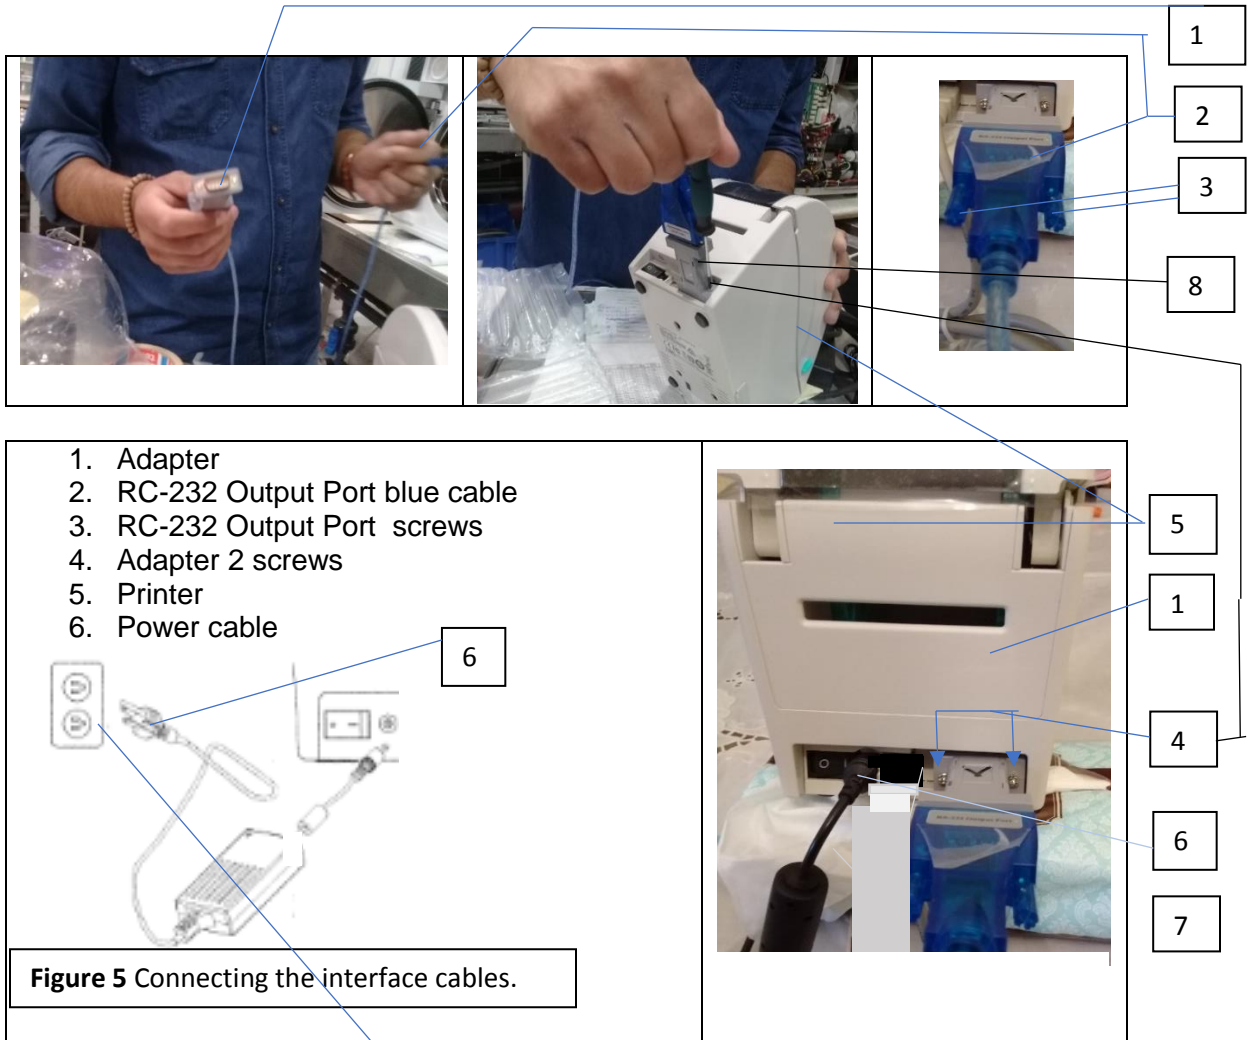 1
2
3
8
1. Adapter
2. RC-232 Output Port blue cable
3. RC-232 Output Port  screws
4. Adapter 2 screws
5. Printer
6. Power cable
6
5
1
4
6
7
Figure 5 Connecting the interface cables.